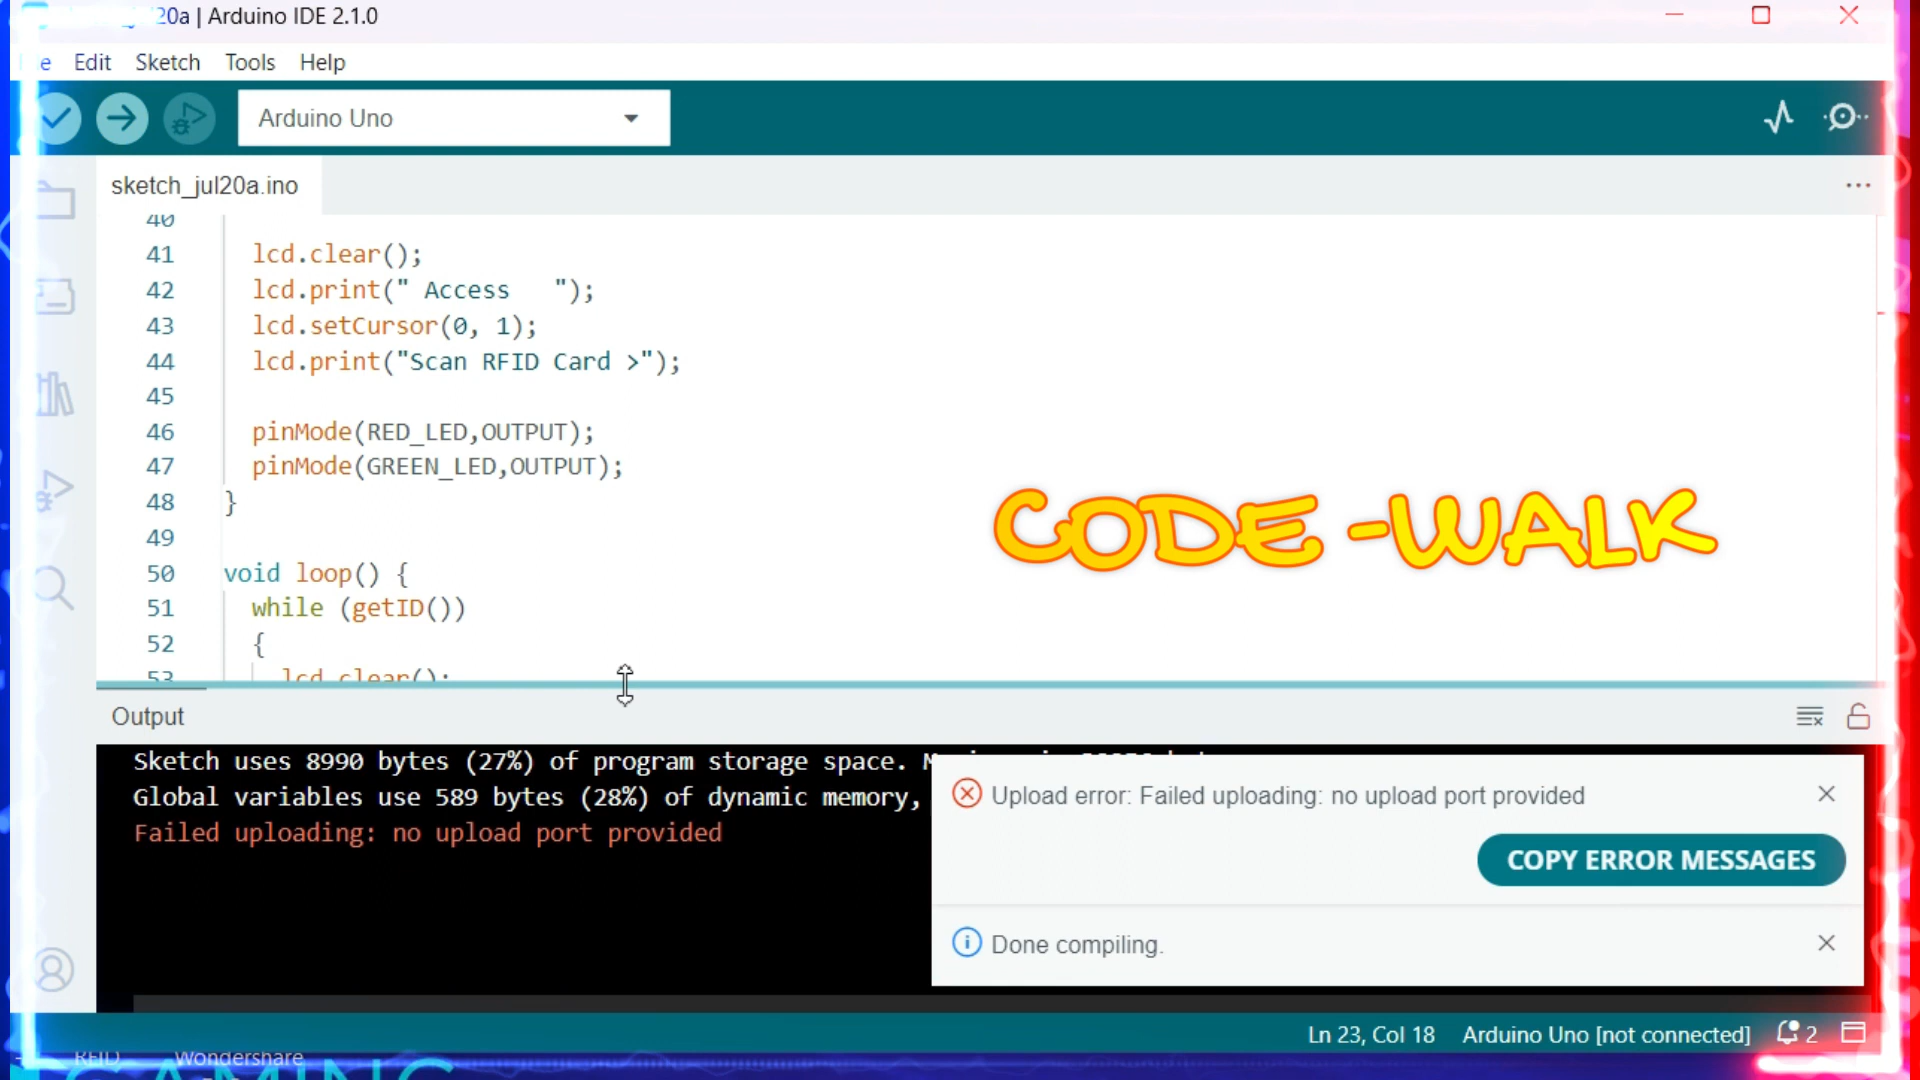 20a | Arduino IDE 2.1.0
Edit Sketch Tools Help
Arduino Uno
sketch_jul20a.ino
40
41 lcd.clear();
42 lcd.print(" Access   ");
43 lcd.setCursor(0, 1);
44 lcd.print("Scan RFID Card >");
45
46 pinMode(RED_LED,OUTPUT);
47 pinMode(GREEN_LED,OUTPUT);
48 }
49
50 void loop() {
51 while (getID())
52 {
53 lcd.clear();
CODE -WALK
Output
Sketch uses 8990 bytes (27%) of program storage space.
Global variables use 589 bytes (28%) of dynamic memory,
Failed uploading: no upload port provided
Upload error: Failed uploading: no upload port provided
COPY ERROR MESSAGES
Done compiling.
Ln 23, Col 18 Arduino Uno [not connected] 2
Wondershare
GAMING